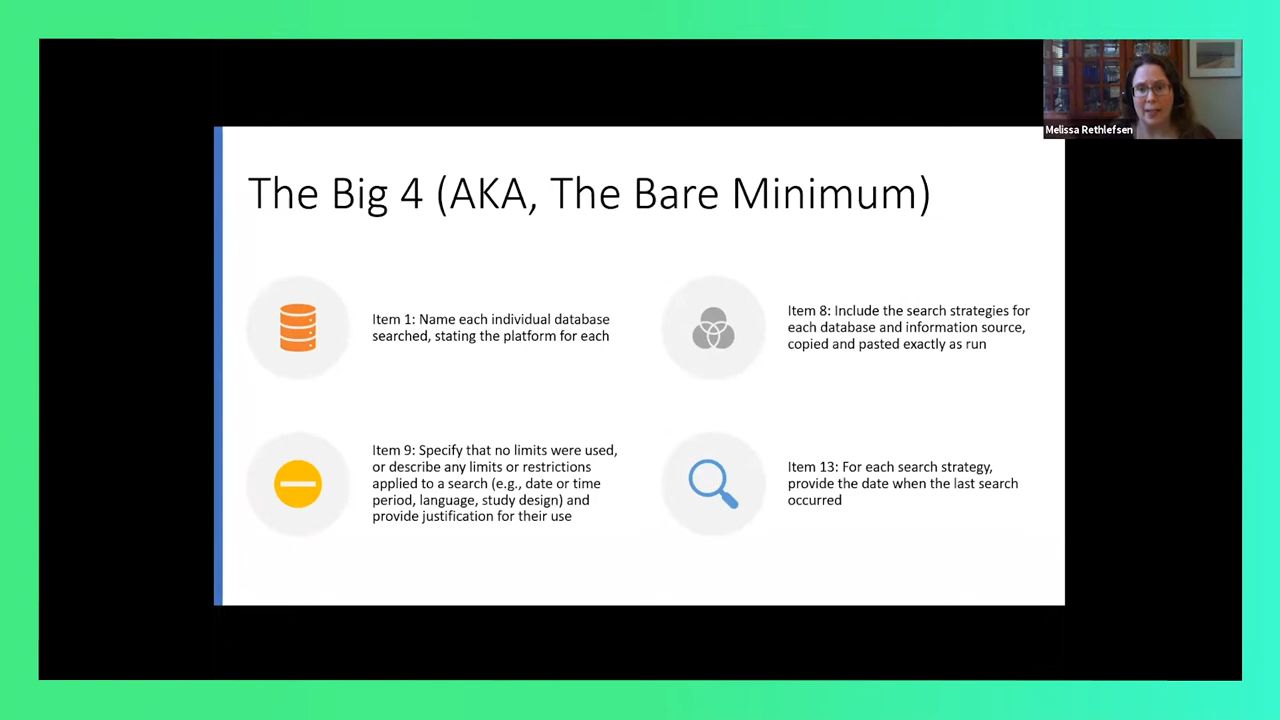 Melissa Rethlefsen
The Big 4 (AKA, The Bare Minimum)
Item 1: Name each individual database
searched, stating the platform for each
Item 8: Include the search strategies for
each database and information source,
copied and pasted exactly as run
Item 9: Specify that no limits were used,
or describe any limits or restrictions
applied to a search (e.g., date or time
period, language, study design) and
provide justification for their use
Item 13: For each search strategy,
provide the date when the last search
occurred